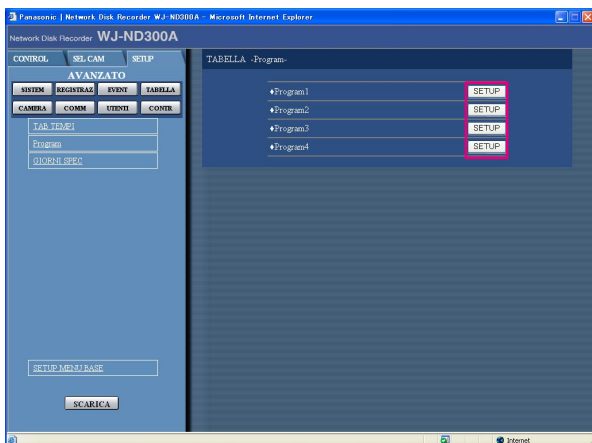 Panasonic | Network Disk Recorder WJ-ND300A - Microsoft Internet Explorer
Network Disk Recorder WJ-ND300A
CONTROL SEL CAM SETUP
AVANZATO
SISTEM REGISTRAZ EVENT TABELLA
CAMERA COMM UTENTI CONTR
TAB.TEMPI
Program
GIORNI SPEC
SETUP MENU BASE
SCARICA
TABELLA -Program-
♦Program1 SETUP
♦Program2 SETUP
♦Program3 SETUP
♦Program4 SETUP
Internet